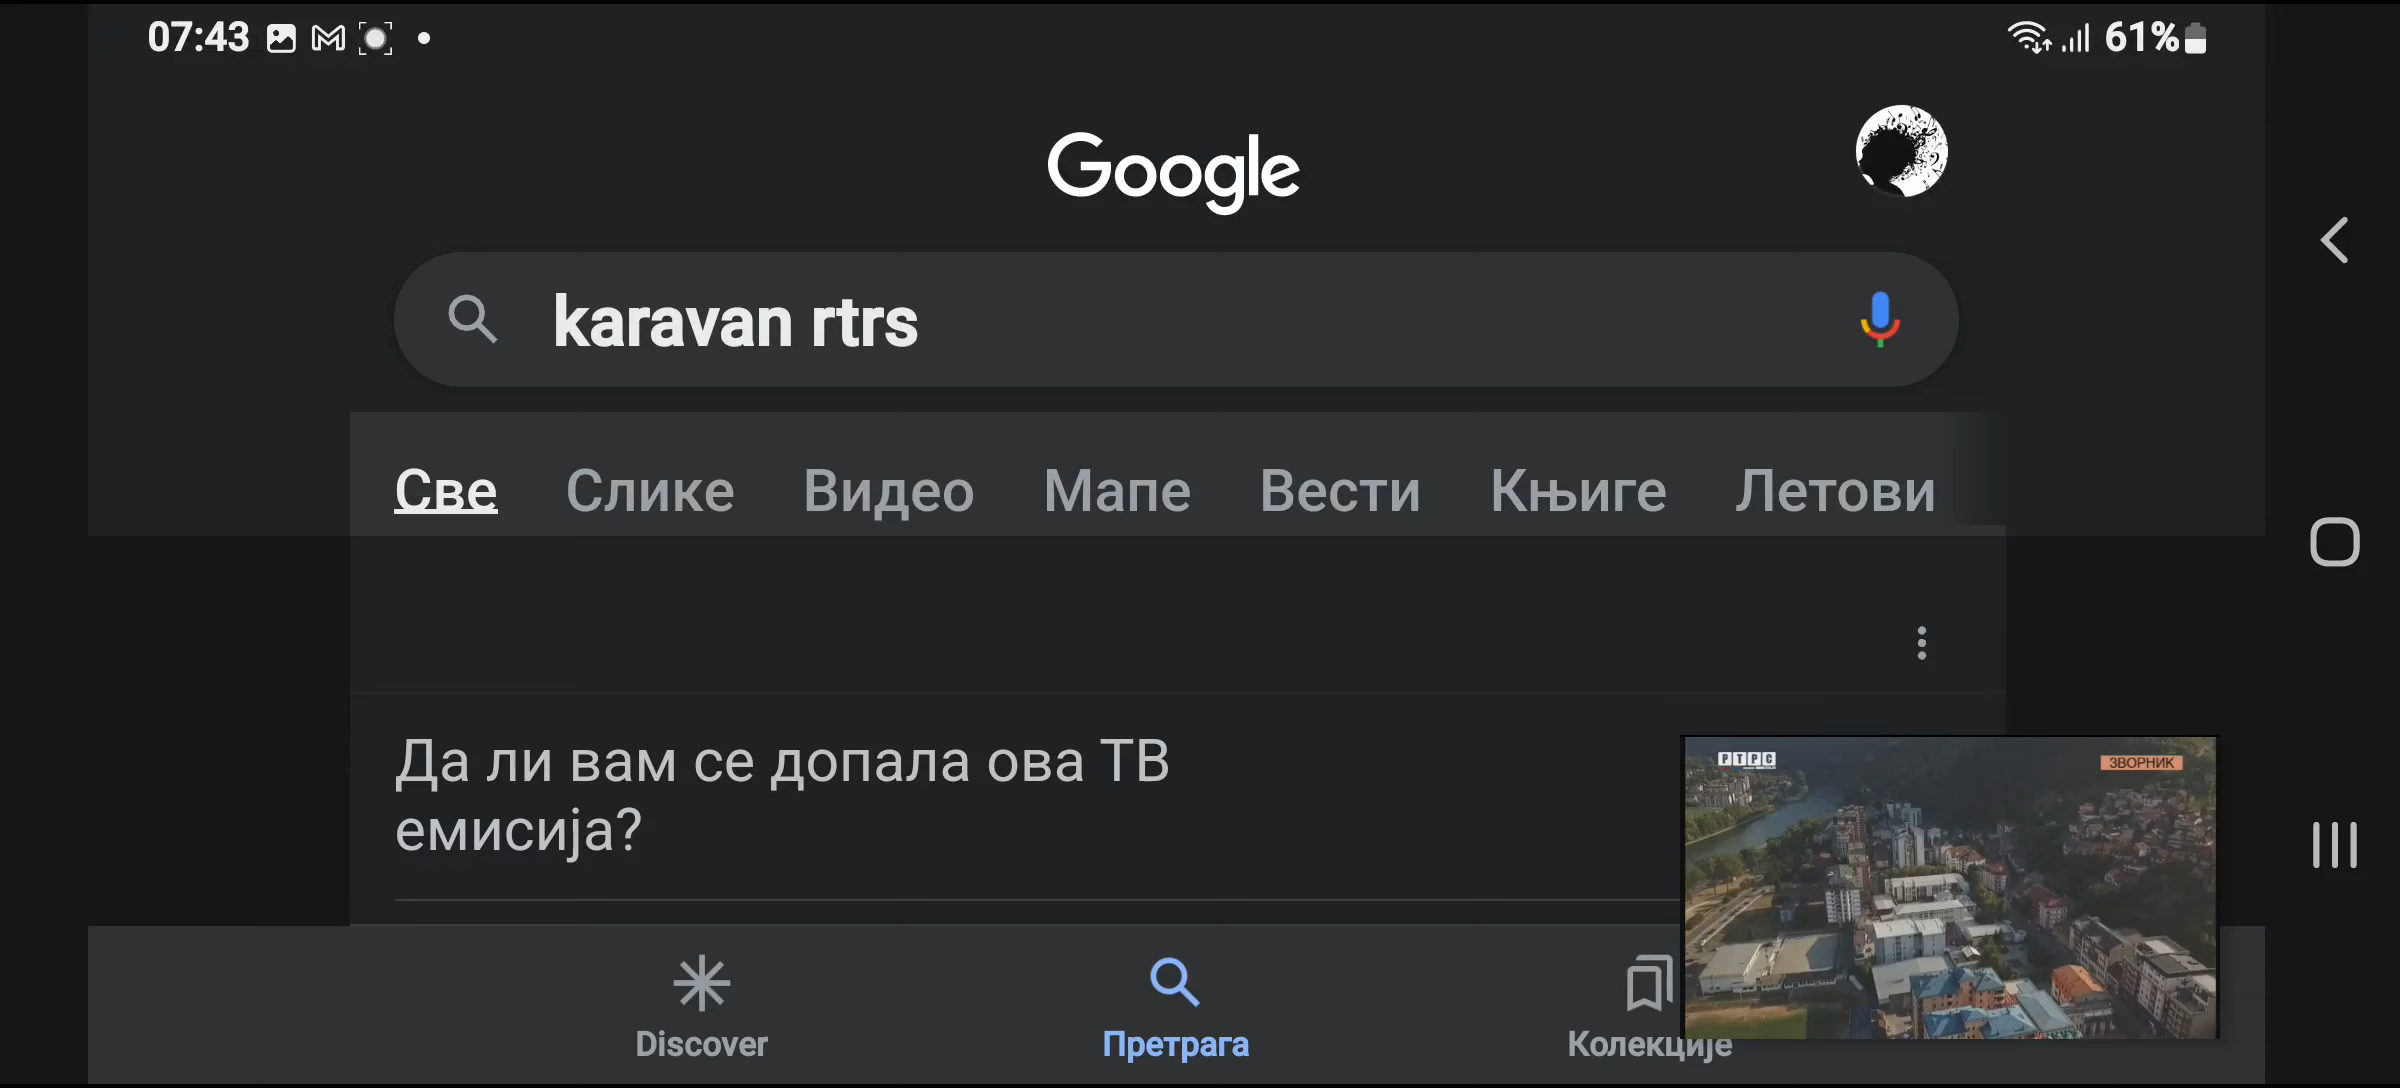 07:43
61%
Google
karavan rtrs
Све Слике Видео Мапе Вести Књиге Летови
Да ли вам се допала ова ТВ
емисија?
РТРС
ЗВОРНИК
Discover Претрага Колекције